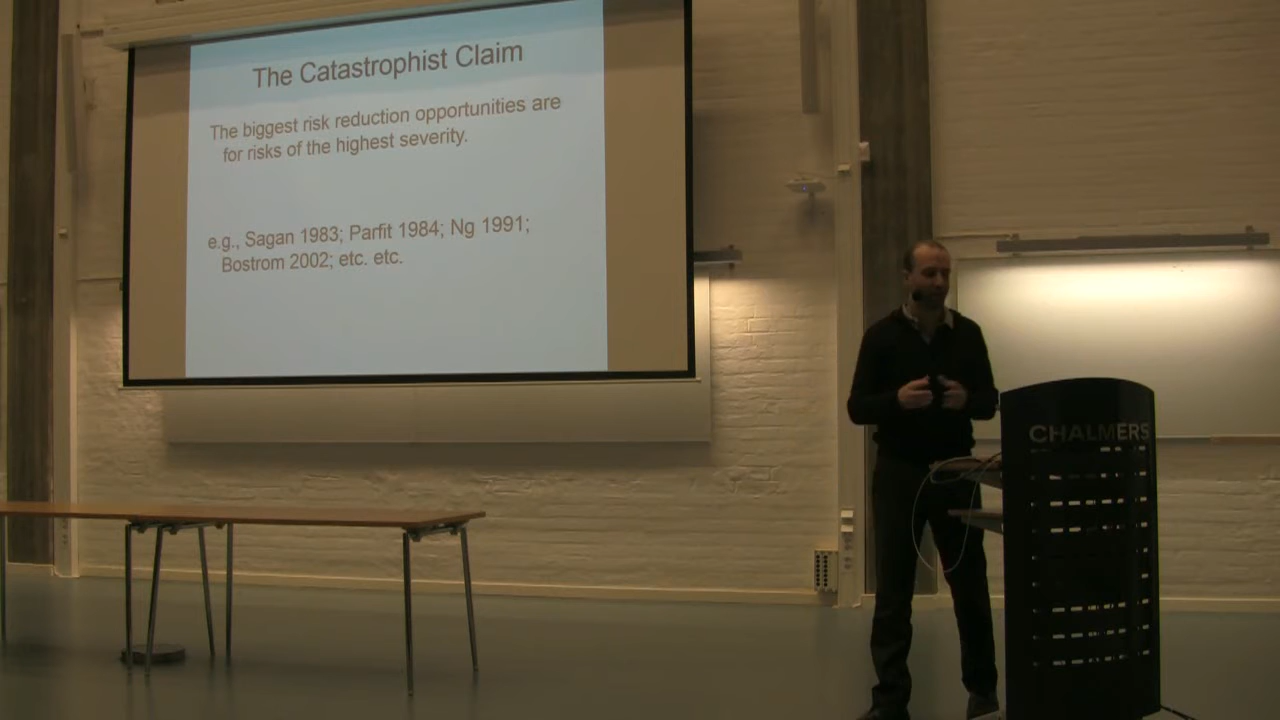 The Catastrophist Claim
The biggest risk reduction opportunities are
for risks of the highest severity.
e.g., Sagan 1983; Parfit 1984; Ng 1991;
Bostrom 2002; etc. etc.
CHALMERS